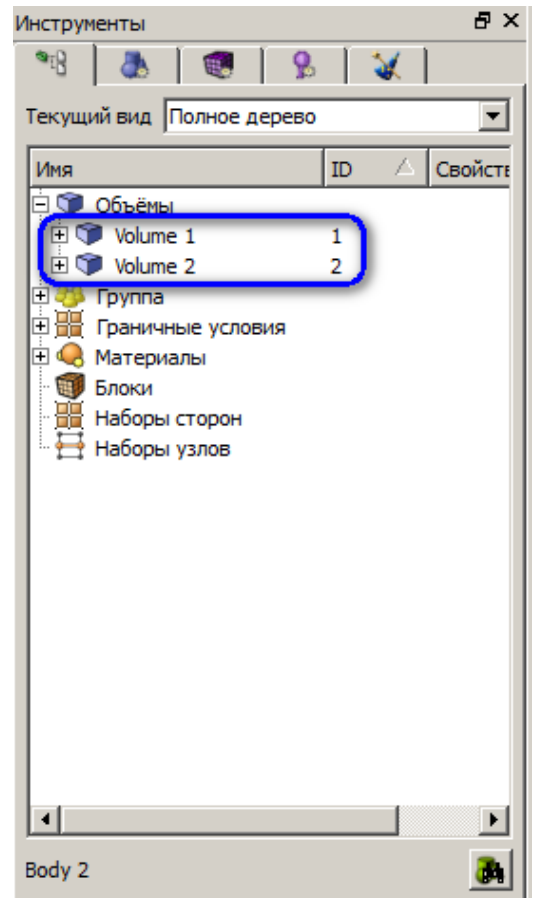 Инструменты
Текущий вид Полное дерево
Имя ID Свойств
Объёмы
Volume 1 1
Volume 2 2
Группа
Граничные условия
Материалы
Блоки
Наборы сторон
Наборы узлов
Body 2